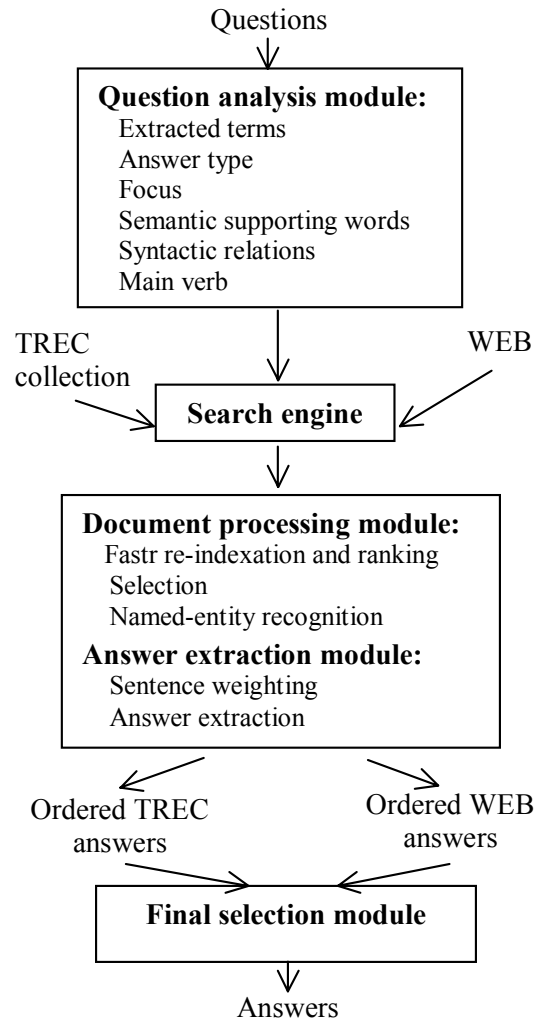 Questions
Question analysis module:
Extracted terms
Answer type
Focus
Semantic supporting words
Syntactic relations
Main verb
TREC
collection
WEB
Search engine
Document processing module:
Fastr re-indexation and ranking
Selection
Named-entity recognition
Answer extraction module:
Sentence weighting
Answer extraction
Ordered TREC
answers
Ordered WEB
answers
Final selection module
Answers